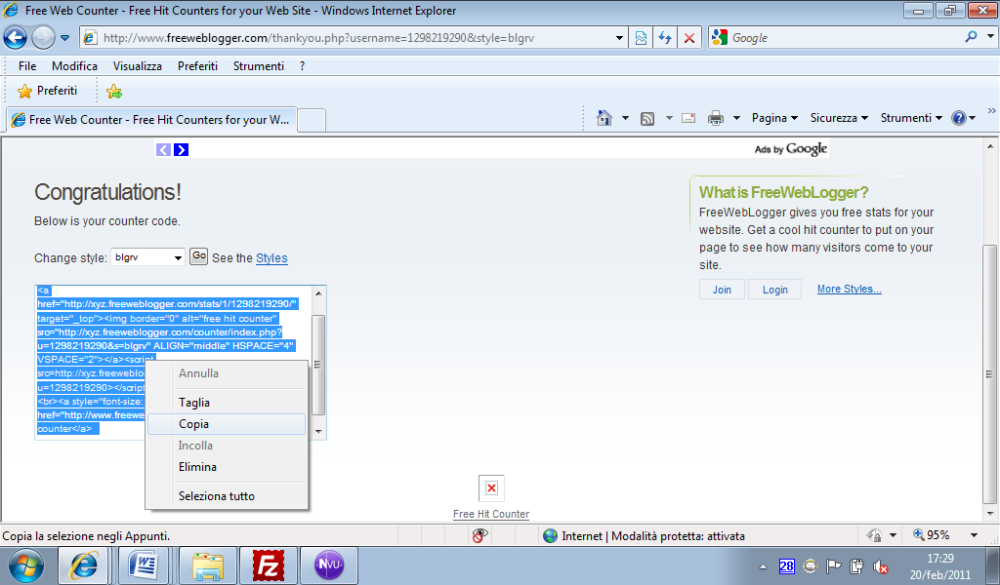 Free Web Counter - Free Hit Counters for your Web Site - Windows Internet Explorer
http://www.freeweblogger.com/thankyou.php?username=1298219290&style=blgrv
Google
File Modifica Visualizza Preferiti Strumenti ?
Preferiti
Free Web Counter - Free Hit Counters for your W...
Pagina Sicurezza Strumenti
Ads by Google
Congratulations!
Below is your counter code.
Change style: blgrv Go See the Styles
<a
href="http://xyz.freeweblogger.com/stats/1/1298219290/"
target="_top"><img border="0" alt="free hit counter"
src="http://xyz.freeweblogger.com/counter/index.php?
u=1298219290&s=blgrv" ALIGN="middle" HSPACE="4"
VSPACE="2"></a><script
src=http://xyz.freeweblo
u=1298219290></script
<br><a style="font-size:
href="http://www.freewe
counter</a>
Annulla
Taglia
Copia
Incolla
Elimina
Seleziona tutto
What is FreeWebLogger?
FreeWebLogger gives you free stats for your
website. Get a cool hit counter to put on your
page to see how many visitors come to your
site.
Join Login More Styles...
Free Hit Counter
Copia la selezione negli Appunti.
Internet | Modalità protetta: attivata
95%
NVU
28
17:29
20/feb/2011